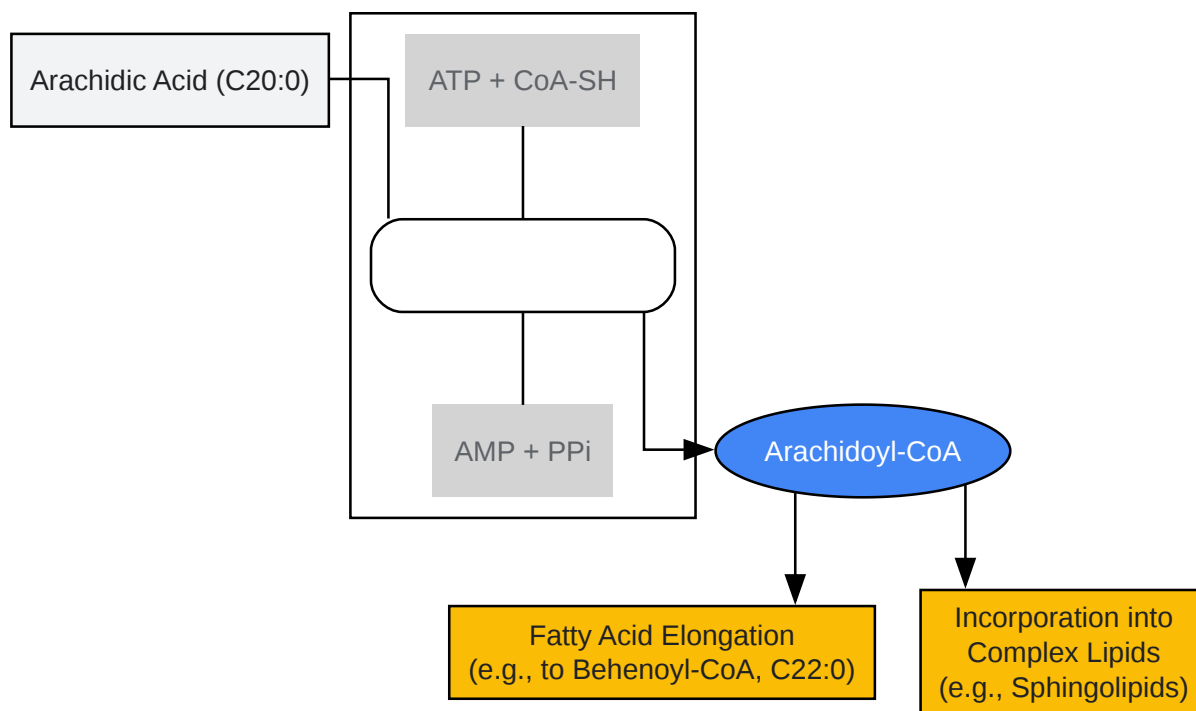 Arachidic Acid (C20:0)
ATP + CoA-SH
AMP + PPi
Arachidoyl-CoA
Fatty Acid Elongation
(e.g., to Behenoyl-CoA, C22:0)
Incorporation into
Complex Lipids
(e.g., Sphingolipids)